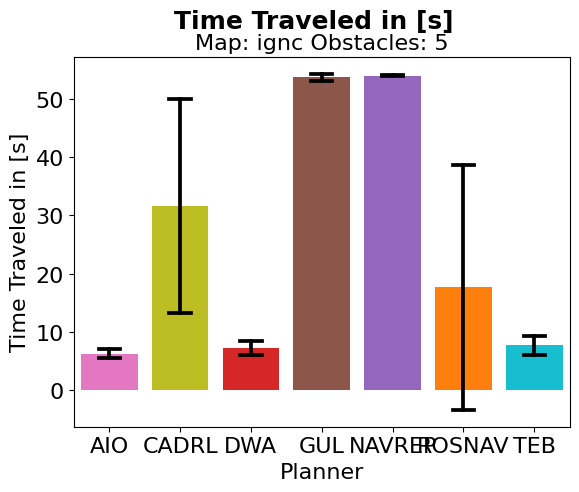 Time Traveled in [s]
Map: ignc Obstacles: 5
Time Traveled in [s]
50
40
30
20
10
0
AIO CADRL DWA GUL NAVREP ROSNAV TEB
Planner